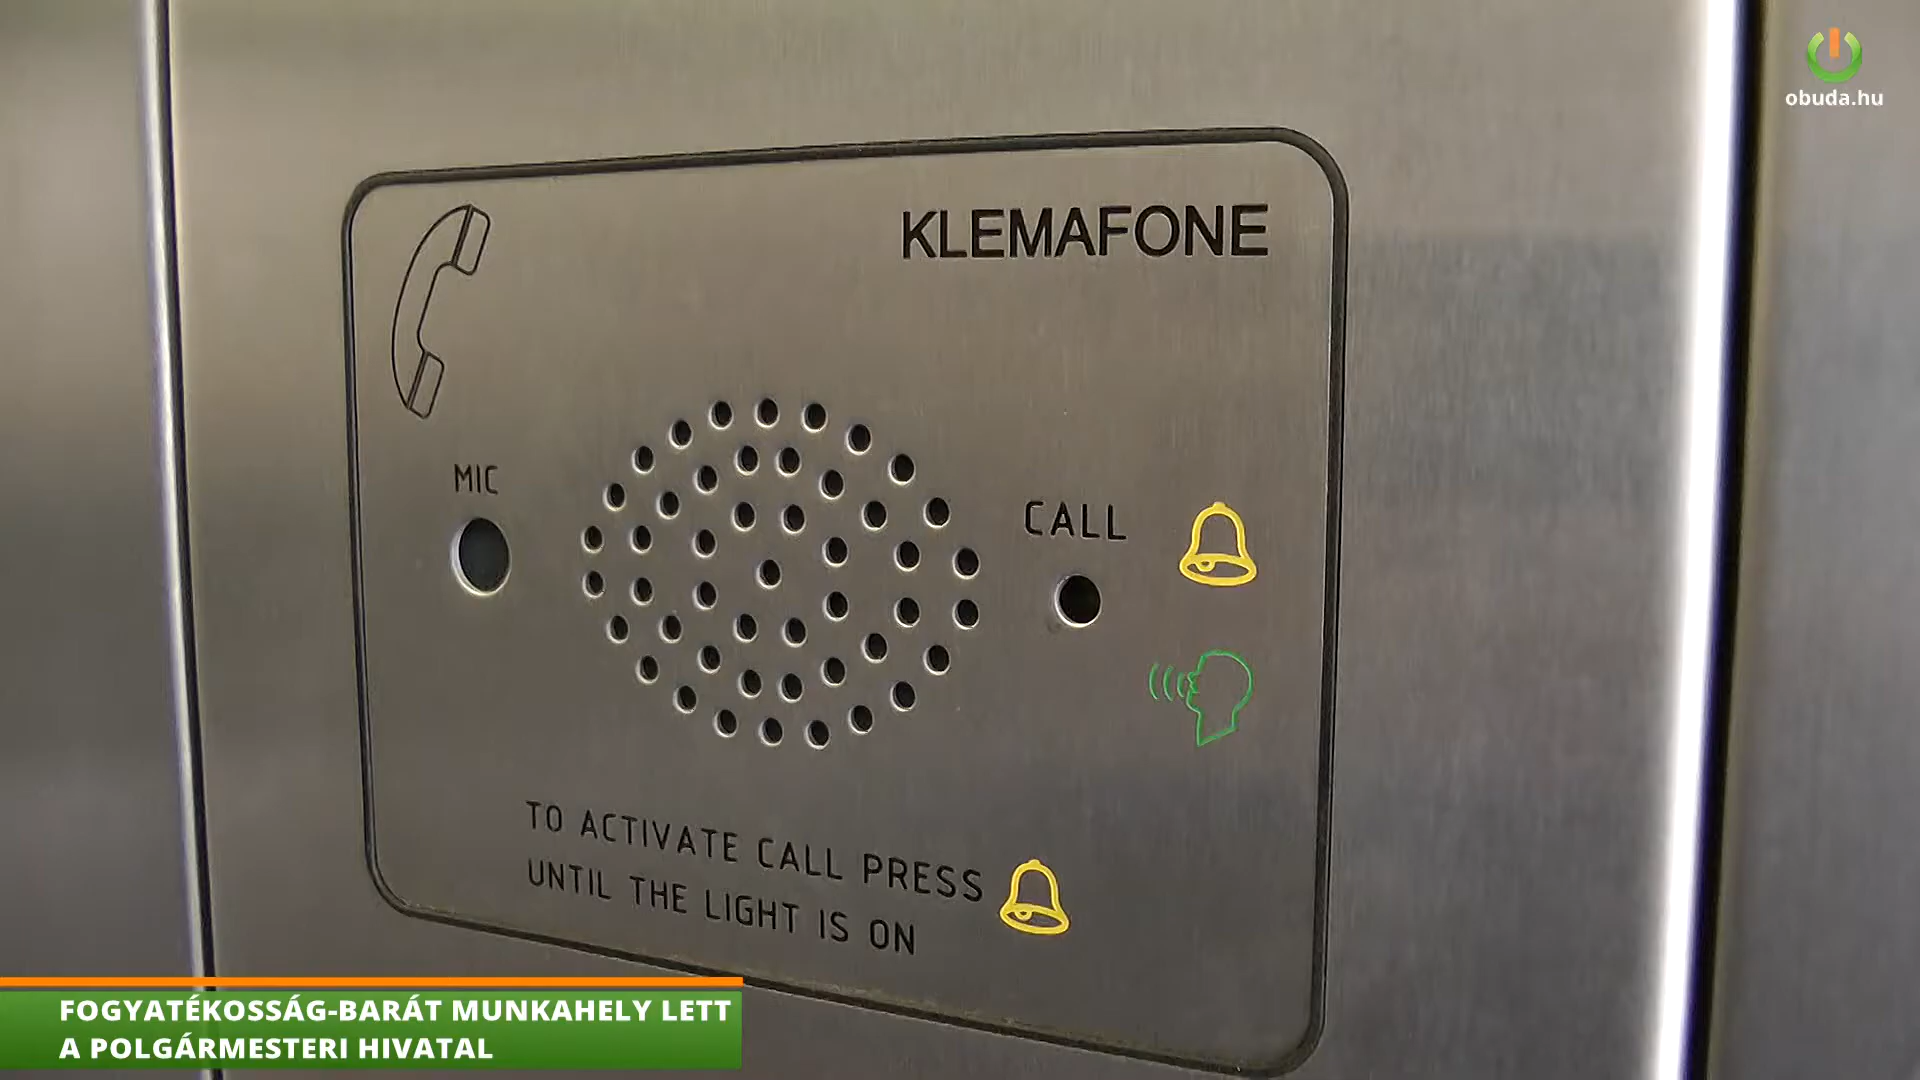 obuda.hu
KLEMAFONE
MIC
CALL
TO ACTIVATE CALL PRESS
UNTIL THE LIGHT IS ON
FOGYATÉKOSSÁG-BARÁT MUNKAHELY LETT
A POLGÁRMESTERI HIVATAL